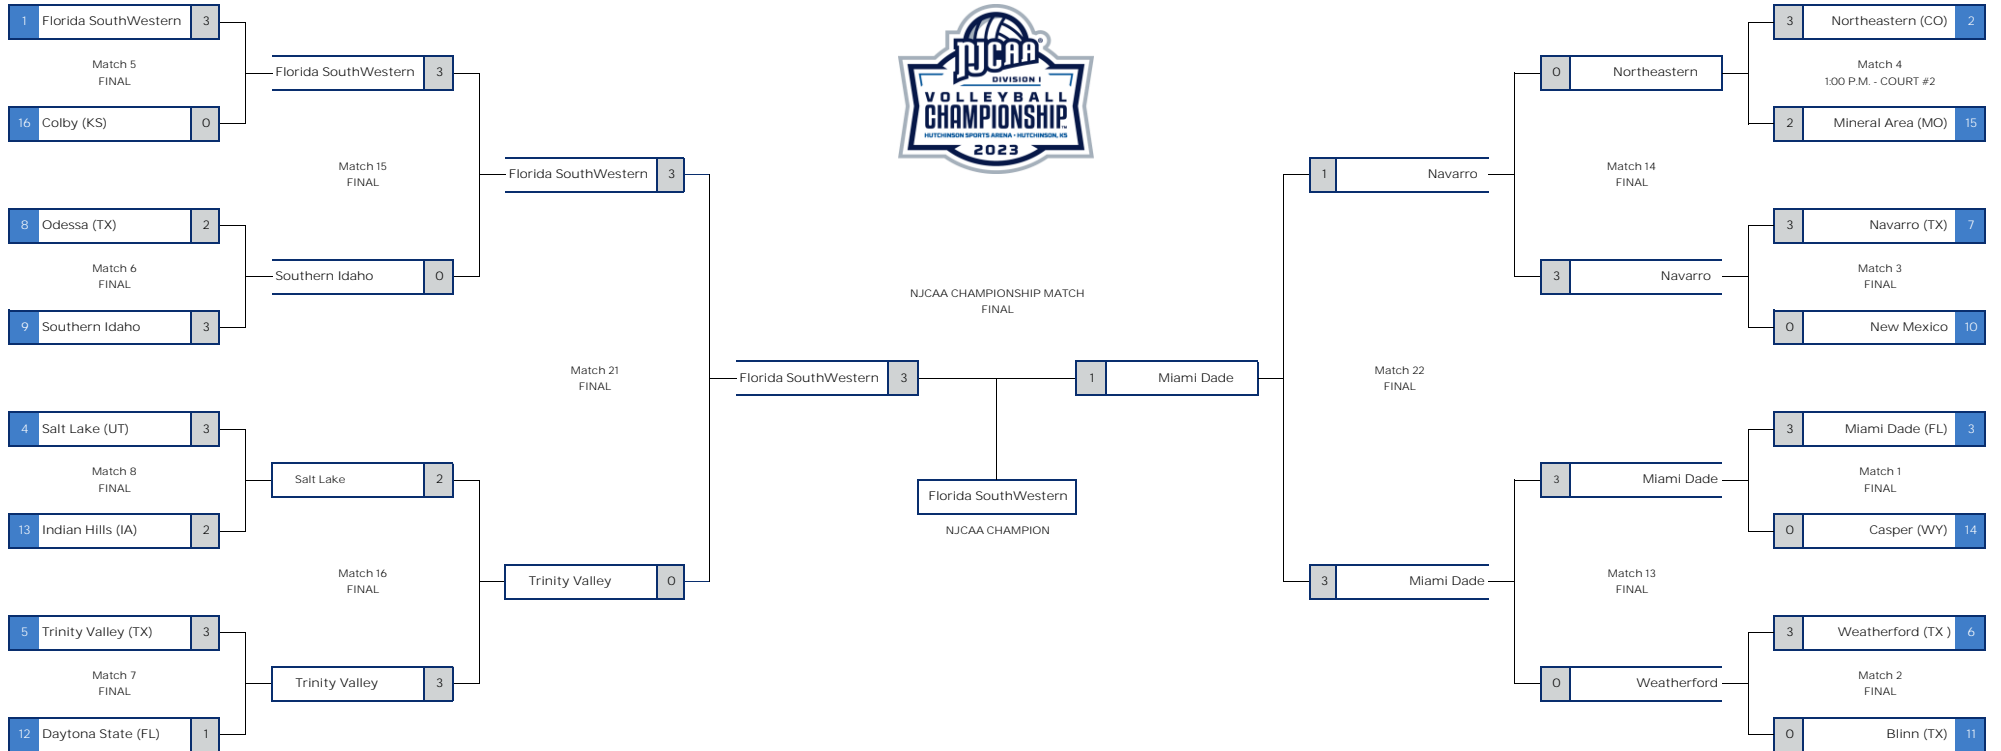 1 Florida SouthWestern 3
Match 5
FINAL
16 Colby (KS) 0
8 Odessa (TX) 2
Match 6
FINAL
9 Southern Idaho 3
4 Salt Lake (UT) 3
Match 8
FINAL
13 Indian Hills (IA) 2
5 Trinity Valley (TX) 3
Match 7
FINAL
12 Daytona State (FL) 1
Florida SouthWestern 3
Match 15
FINAL
Southern Idaho 0
Salt Lake 2
Match 16
FINAL
Trinity Valley 3
Florida SouthWestern 3
Match 21
FINAL
Trinity Valley 0
NJCAA
DIVISION I
VOLLEYBALL
CHAMPIONSHIP
HUTCHINSON SPORTS ARENA • HUTCHINSON, KS
2023
NJCAA CHAMPIONSHIP MATCH
FINAL
Florida SouthWestern 3
1 Miami Dade
Florida SouthWestern
NJCAA CHAMPION
1 Navarro
Match 22
FINAL
3 Miami Dade
0 Northeastern
Match 14
FINAL
3 Navarro
3 Miami Dade
Match 13
FINAL
0 Weatherford
3 Northeastern (CO) 2
Match 4
1:00 P.M. - COURT #2
2 Mineral Area (MO) 15
3 Navarro (TX) 7
Match 3
FINAL
0 New Mexico 10
3 Miami Dade (FL) 3
Match 1
FINAL
0 Casper (WY) 14
3 Weatherford (TX ) 6
Match 2
FINAL
0 Blinn (TX) 11